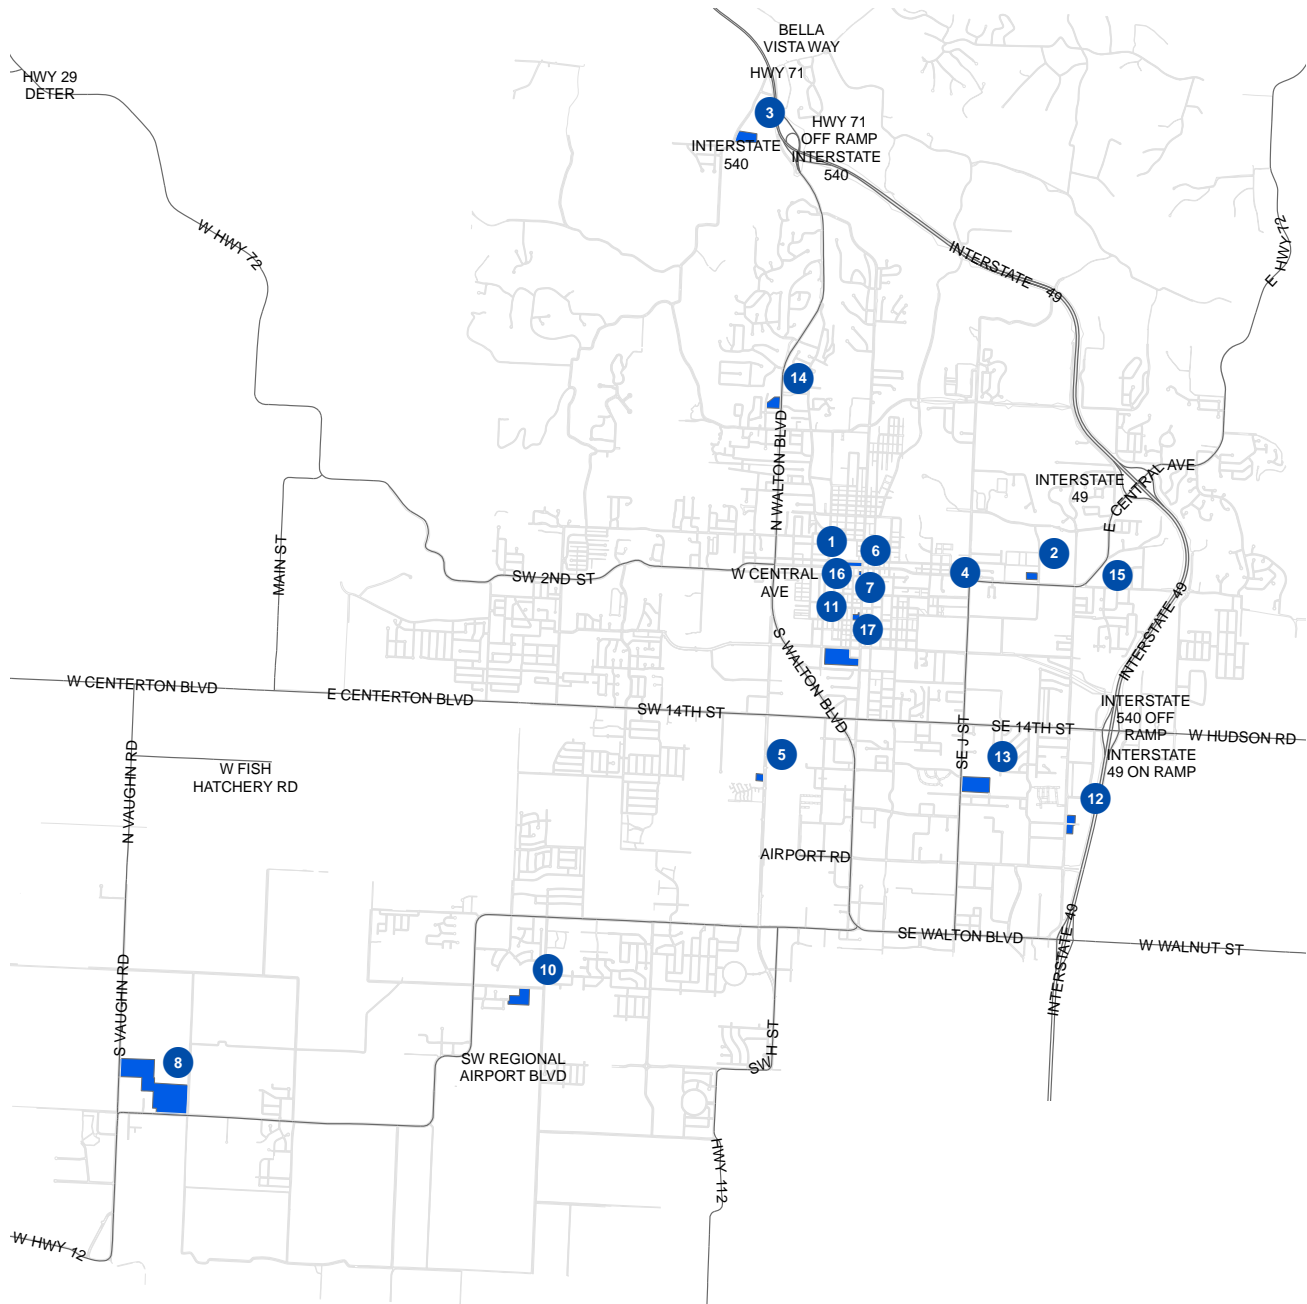 BELLA
VISTA WAY
HWY 71
HWY 29
DETER
3
HWY 71
OFF RAMP
INTERSTATE
540
INTERSTATE
540
W HWY 72
E HWY 72
INTERSTATE 49
14
N WALTON BLVD
INTERSTATE
49
E CENTRAL AVE
MAIN ST
1
6
2
SW 2ND ST
W CENTRAL
AVE
16
4
15
7
11
17
INTERSTATE 49
S WALTON BLVD
W CENTERTON BLVD
E CENTERTON BLVD
SW 14TH ST
SE 14TH ST
INTERSTATE
540 OFF
RAMP
W HUDSON RD
SE J ST
5
13
INTERSTATE
49 ON RAMP
N VAUGHN RD
W FISH
HATCHERY RD
12
AIRPORT RD
SE WALTON BLVD
W WALNUT ST
INTERSTATE 49
10
S VAUGHN RD
8
SW REGIONAL
AIRPORT BLVD
SW H ST
HWY 112
W HWY 12